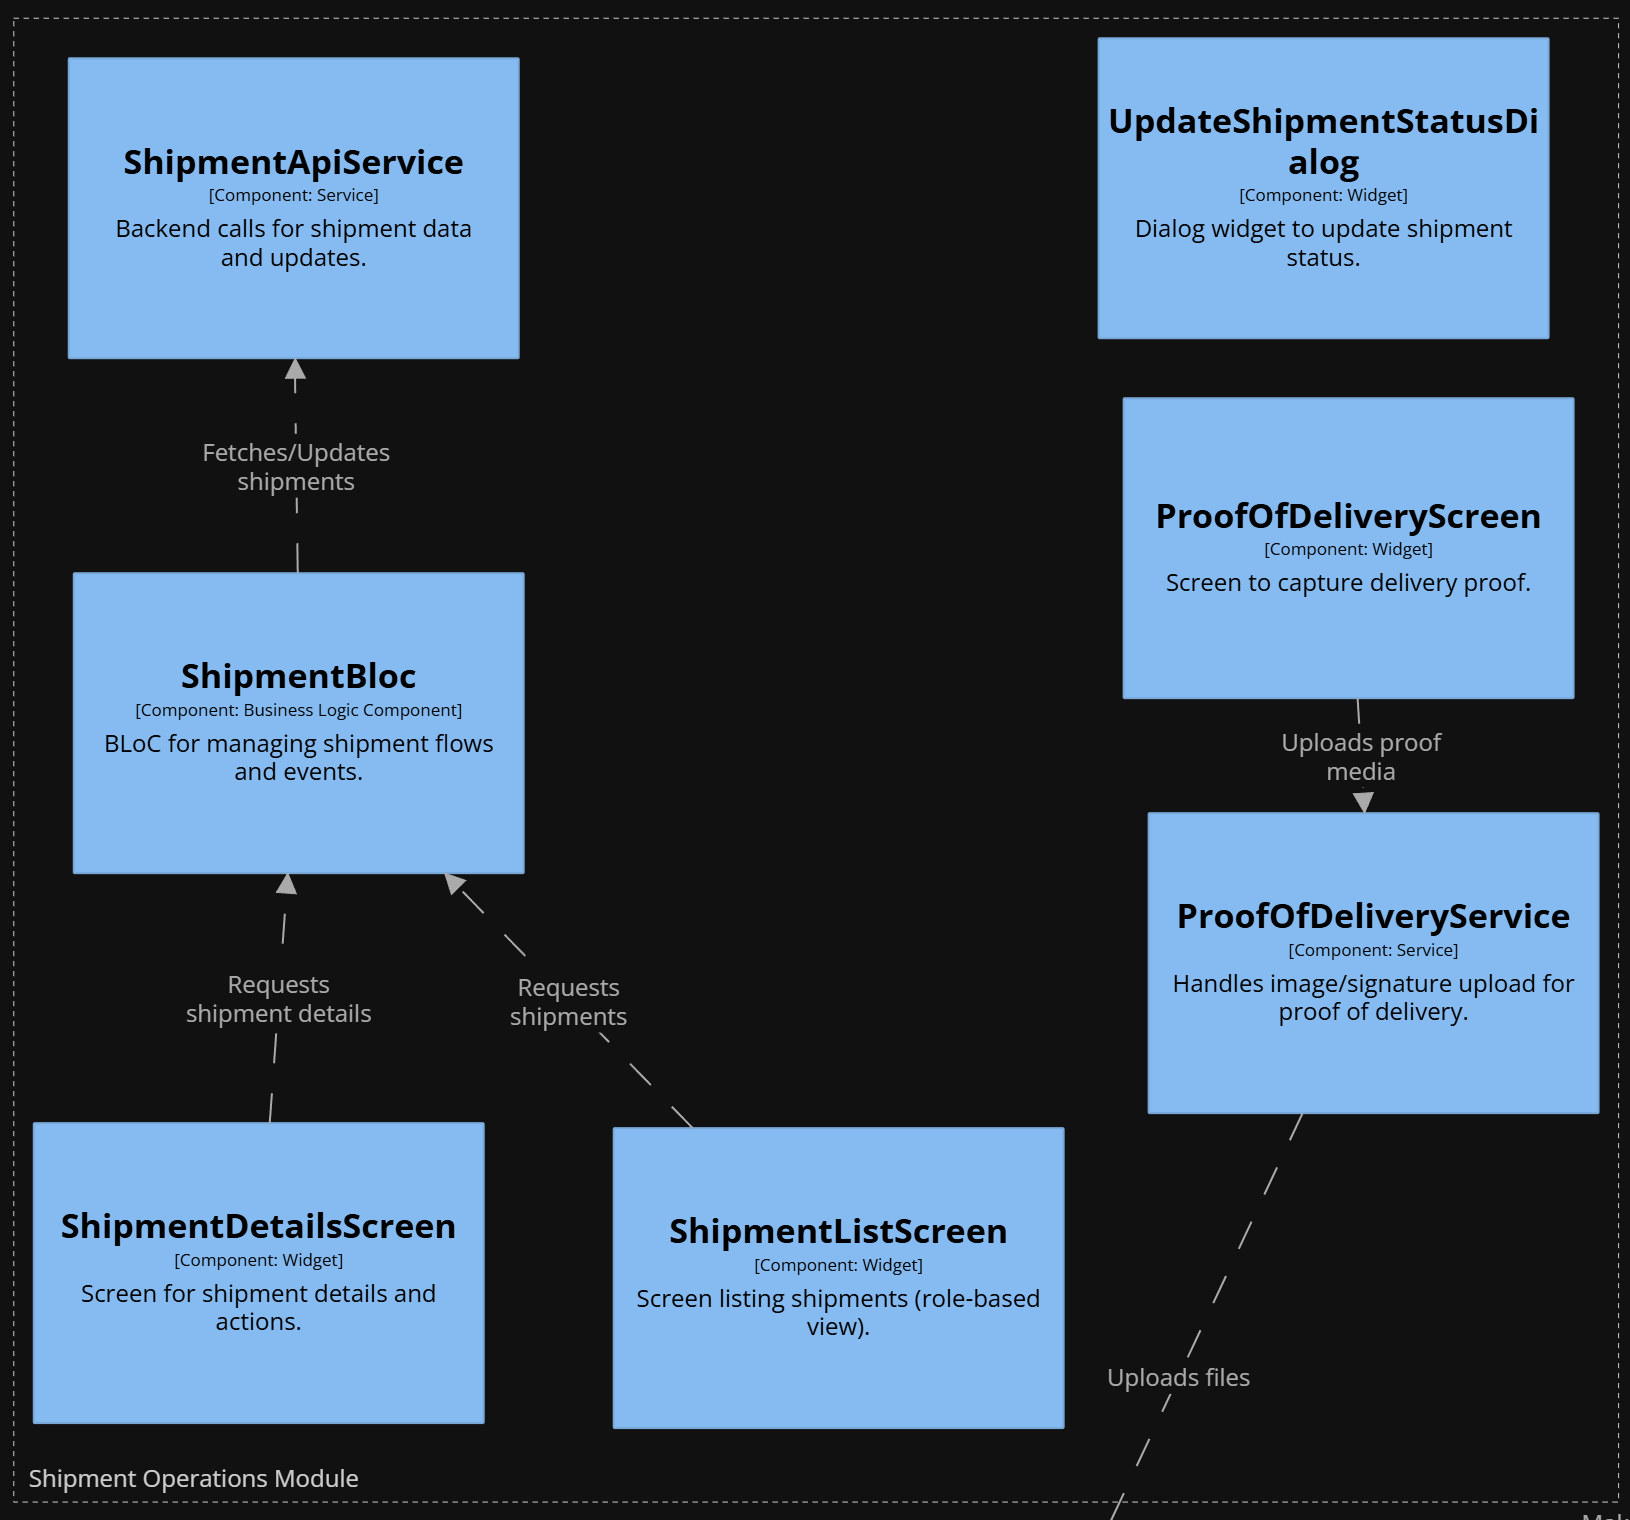 ShipmentApiService
[Component: Service]
Backend calls for shipment data
and updates.
UpdateShipmentStatusDi
alog
[Component: Widget]
Dialog widget to update shipment
status.
Fetches/Updates
shipments
ProofOfDeliveryScreen
[Component: Widget]
Screen to capture delivery proof.
ShipmentBloc
[Component: Business Logic Component]
BLoC for managing shipment flows
and events.
Uploads proof
media
ProofOfDeliveryService
[Component: Service]
Handles image/signature upload for
proof of delivery.
Requests
shipment details
Requests
shipments
ShipmentDetailsScreen
[Component: Widget]
Screen for shipment details and
actions.
ShipmentListScreen
[Component: Widget]
Screen listing shipments (role-based
view).
Uploads files
Shipment Operations Module